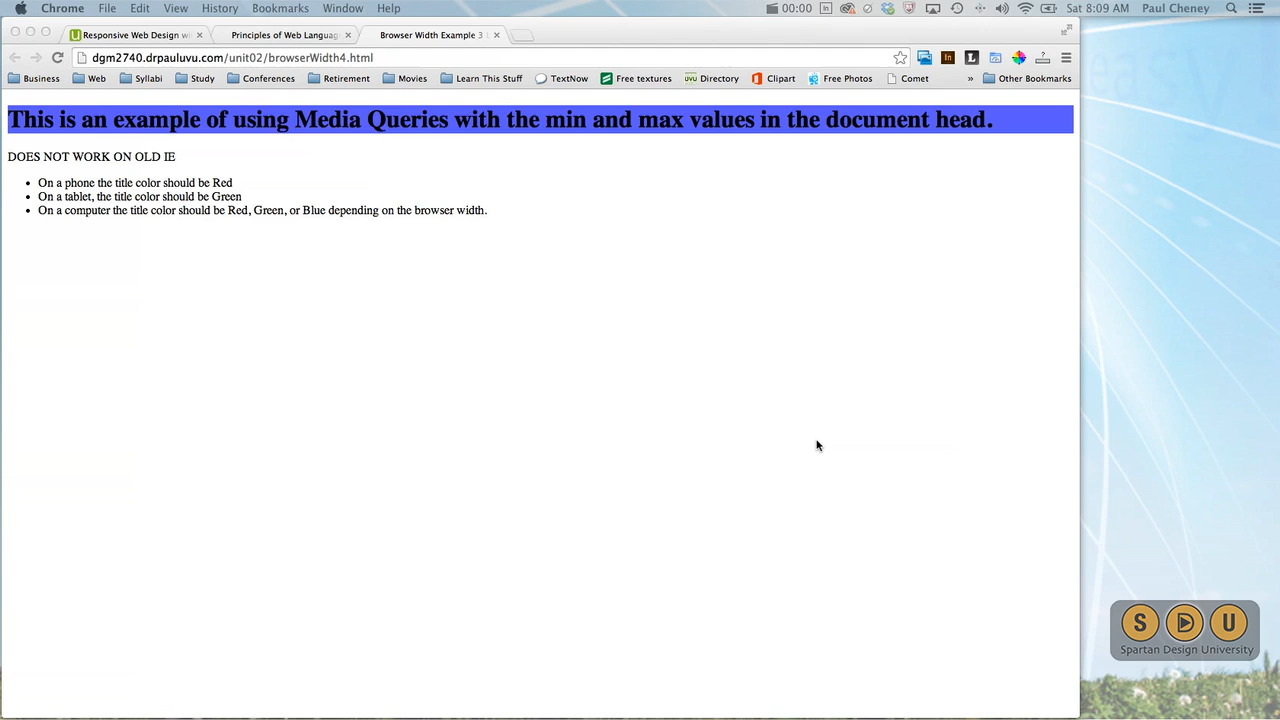 Chrome File Edit View History Bookmarks Window Help 00:00 Sat 8:09 AM Paul Cheney
Responsive Web Design wi Principles of Web Languag Browser Width Example 3
dgm2740.drpauluvu.com/unit02/browserWidth4.html
Business Web Syllabi Study Conferences Retirement Movies Learn This Stuff TextNow Free textures UVU Directory Clipart Free Photos Comet » Other Bookmarks
This is an example of using Media Queries with the min and max values in the document head.
DOES NOT WORK ON OLD IE
• On a phone the title color should be Red
• On a tablet, the title color should be Green
• On a computer the title color should be Red, Green, or Blue depending on the browser width.
S D U
Spartan Design University